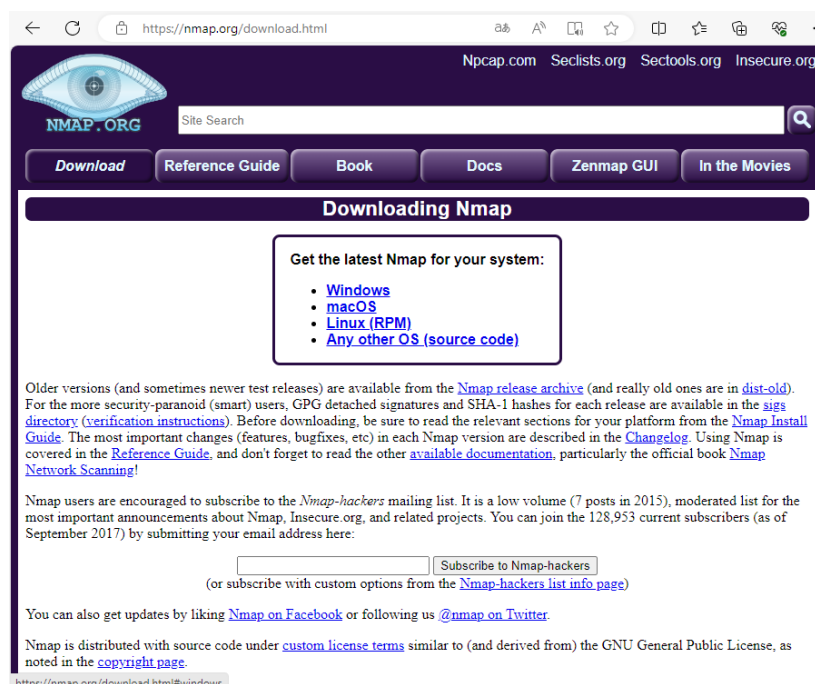 https://nmap.org/download.html
Npcap.com Seclists.org Sectools.org Insecure.org
NMAP.ORG
Site Search
Download Reference Guide Book Docs Zenmap GUI In the Movies
Downloading Nmap
Get the latest Nmap for your system:
• Windows
• macOS
• Linux (RPM)
• Any other OS (source code)
Older versions (and sometimes newer test releases) are available from the Nmap release archive (and really old ones are in dist-old).
For the more security-paranoid (smart) users, GPG detached signatures and SHA-1 hashes for each release are available in the sigs
directory (verification instructions). Before downloading, be sure to read the relevant sections for your platform from the Nmap Install
Guide. The most important changes (features, bugfixes, etc) in each Nmap version are described in the Changelog. Using Nmap is
covered in the Reference Guide, and don't forget to read the other available documentation, particularly the official book Nmap
Network Scanning!
Nmap users are encouraged to subscribe to the Nmap-hackers mailing list. It is a low volume (7 posts in 2015), moderated list for the
most important announcements about Nmap, Insecure.org, and related projects. You can join the 128,953 current subscribers (as of
September 2017) by submitting your email address here:
Subscribe to Nmap-hackers
(or subscribe with custom options from the Nmap-hackers list info page)
You can also get updates by liking Nmap on Facebook or following us @nmap on Twitter.
Nmap is distributed with source code under custom license terms similar to (and derived from) the GNU General Public License, as
noted in the copyright page.
https://nmap.org/download.html#windows